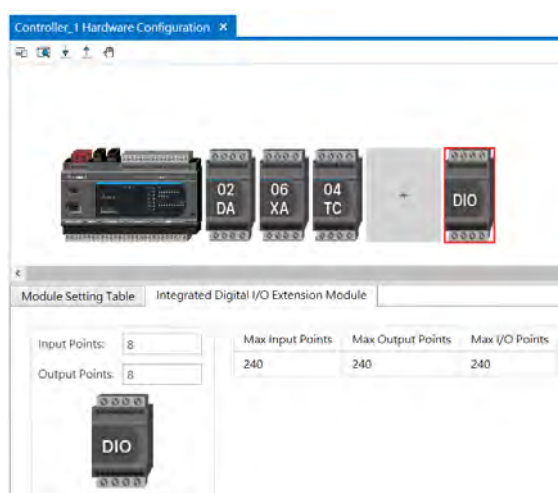 Controller_1 Hardware Configuration ×
02
DA
06
XA
04
TC
DIO
Module Setting Table
Integrated Digital I/O Extension Module
Input Points: 8
Output Points: 8
Max Input Points Max Output Points Max I/O Points
240 240 240
DIO